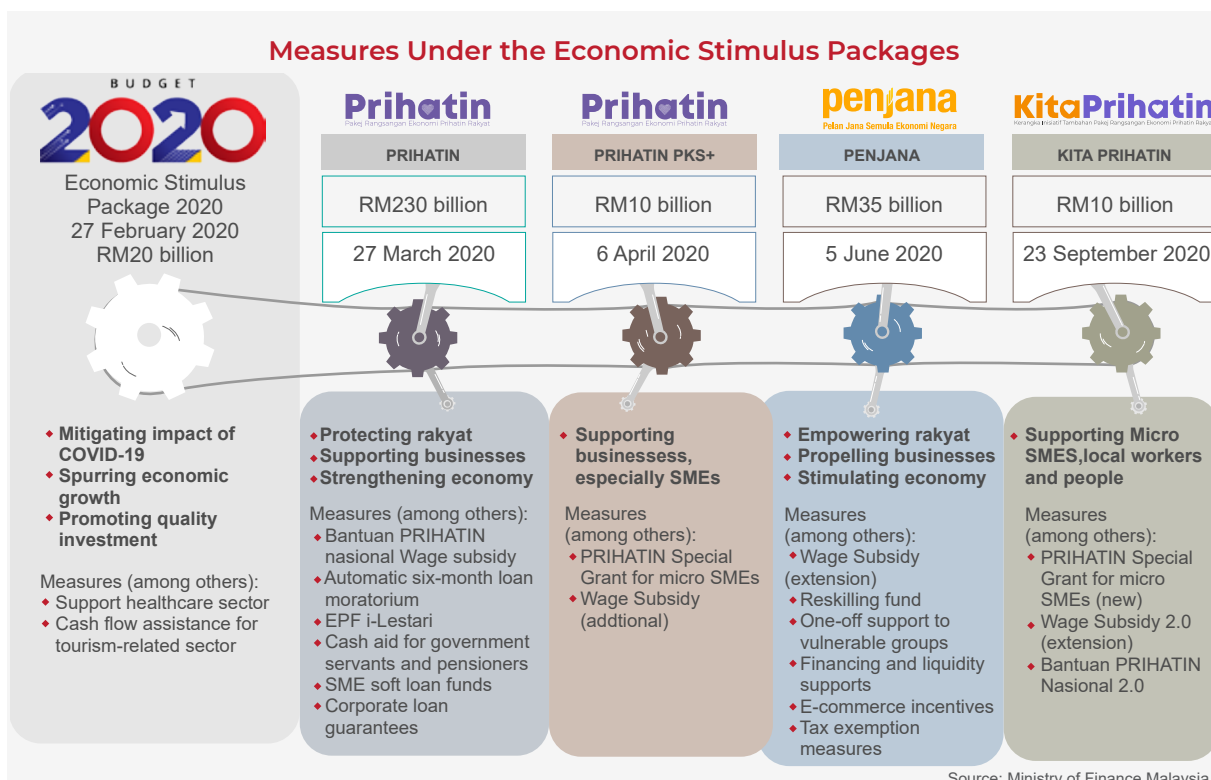 Measures Under the Economic Stimulus Packages
BUDGET
2020
Economic Stimulus
Package 2020
27 February 2020
RM20 billion
◆ Mitigating impact of
COVID-19
◆ Spurring economic
growth
◆ Promoting quality
investment
Measures (among others):
◆ Support healthcare sector
◆ Cash flow assistance for
tourism-related sector
Prihatin
Pakej Rangsangan Ekonomi Prihatin Rakyat
PRIHATIN
RM230 billion
27 March 2020
◆Protecting rakyat
◆Supporting businesses
◆Strengthening economy
Measures (among others):
◆Bantuan PRIHATIN
nasional Wage subsidy
◆Automatic six-month loan
moratorium
◆EPF i-Lestari
◆Cash aid for government
servants and pensioners
◆SME soft loan funds
◆Corporate loan
guarantees
Prihatin
Pakej Rangsangan Ekonomi Prihatin Rakyat
PRIHATIN PKS+
RM10 billion
6 April 2020
◆ Supporting
businessess,
especially SMEs
Measures
(among others):
◆PRIHATIN Special
Grant for micro SMEs
◆Wage Subsidy
(addtional)
penjana
Pelan Jana Semula Ekonomi Negara
PENJANA
RM35 billion
5 June 2020
◆ Empowering rakyat
◆ Propelling businesses
◆ Stimulating economy
Measures
(among others):
◆Wage Subsidy
(extension)
◆Reskilling fund
◆One-off support to
vulnerable groups
◆Financing and liquidity
supports
◆E-commerce incentives
◆Tax exemption
measures
KitaPrihatin
Kerangka Inisiatif Tambahan Pakej Rangsangan Ekonomi Prihatin Rakyat
KITA PRIHATIN
RM10 billion
23 September 2020
◆ Supporting Micro
SMES,local workers
and people
Measures
(among others):
◆PRIHATIN Special
Grant for micro
SMEs (new)
◆Wage Subsidy 2.0
(extension)
◆Bantuan PRIHATIN
Nasional 2.0
Source: Ministry of Finance Malaysia